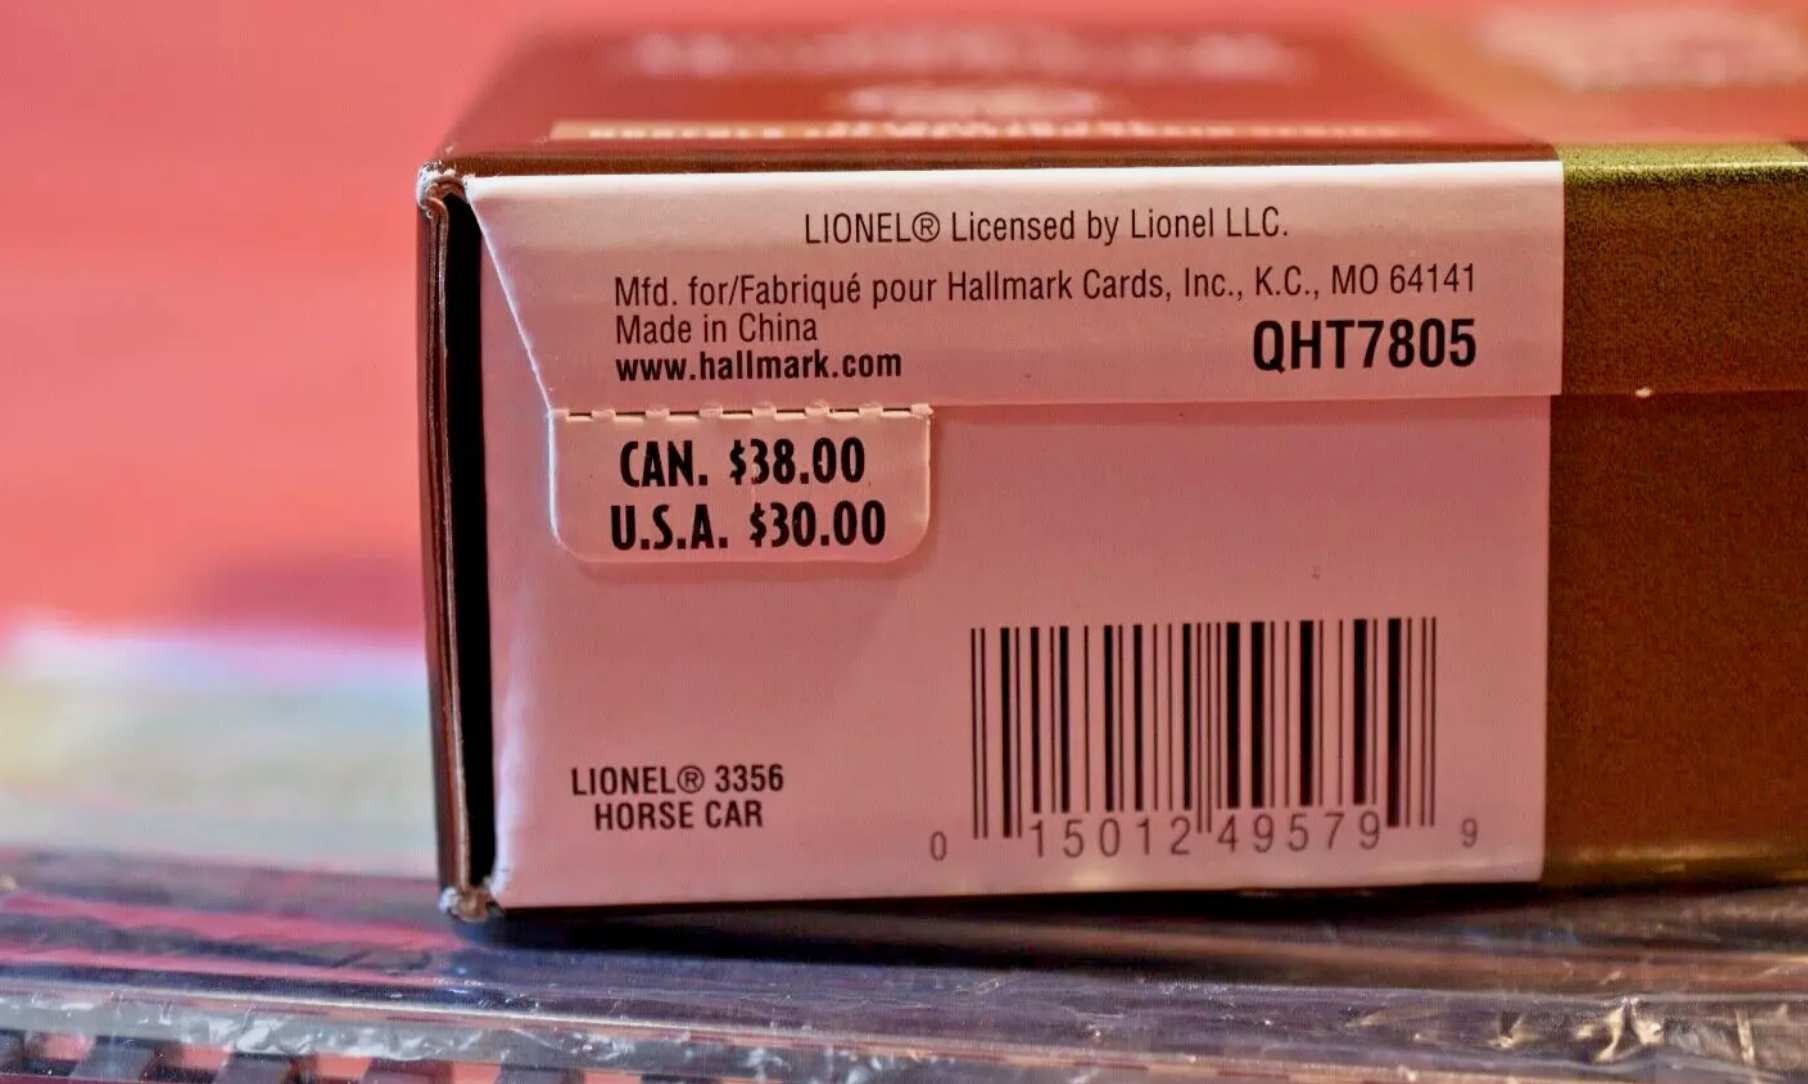 LIONEL® Licensed by Lionel LLC.
Mfd. for/Fabriqué pour Hallmark Cards, Inc., K.C., MO 64141
Made in China
www.hallmark.com
QHT7805
CAN. $38.00
U.S.A. $30.00
LIONEL® 3356
HORSE CAR
0 15012 49579 9